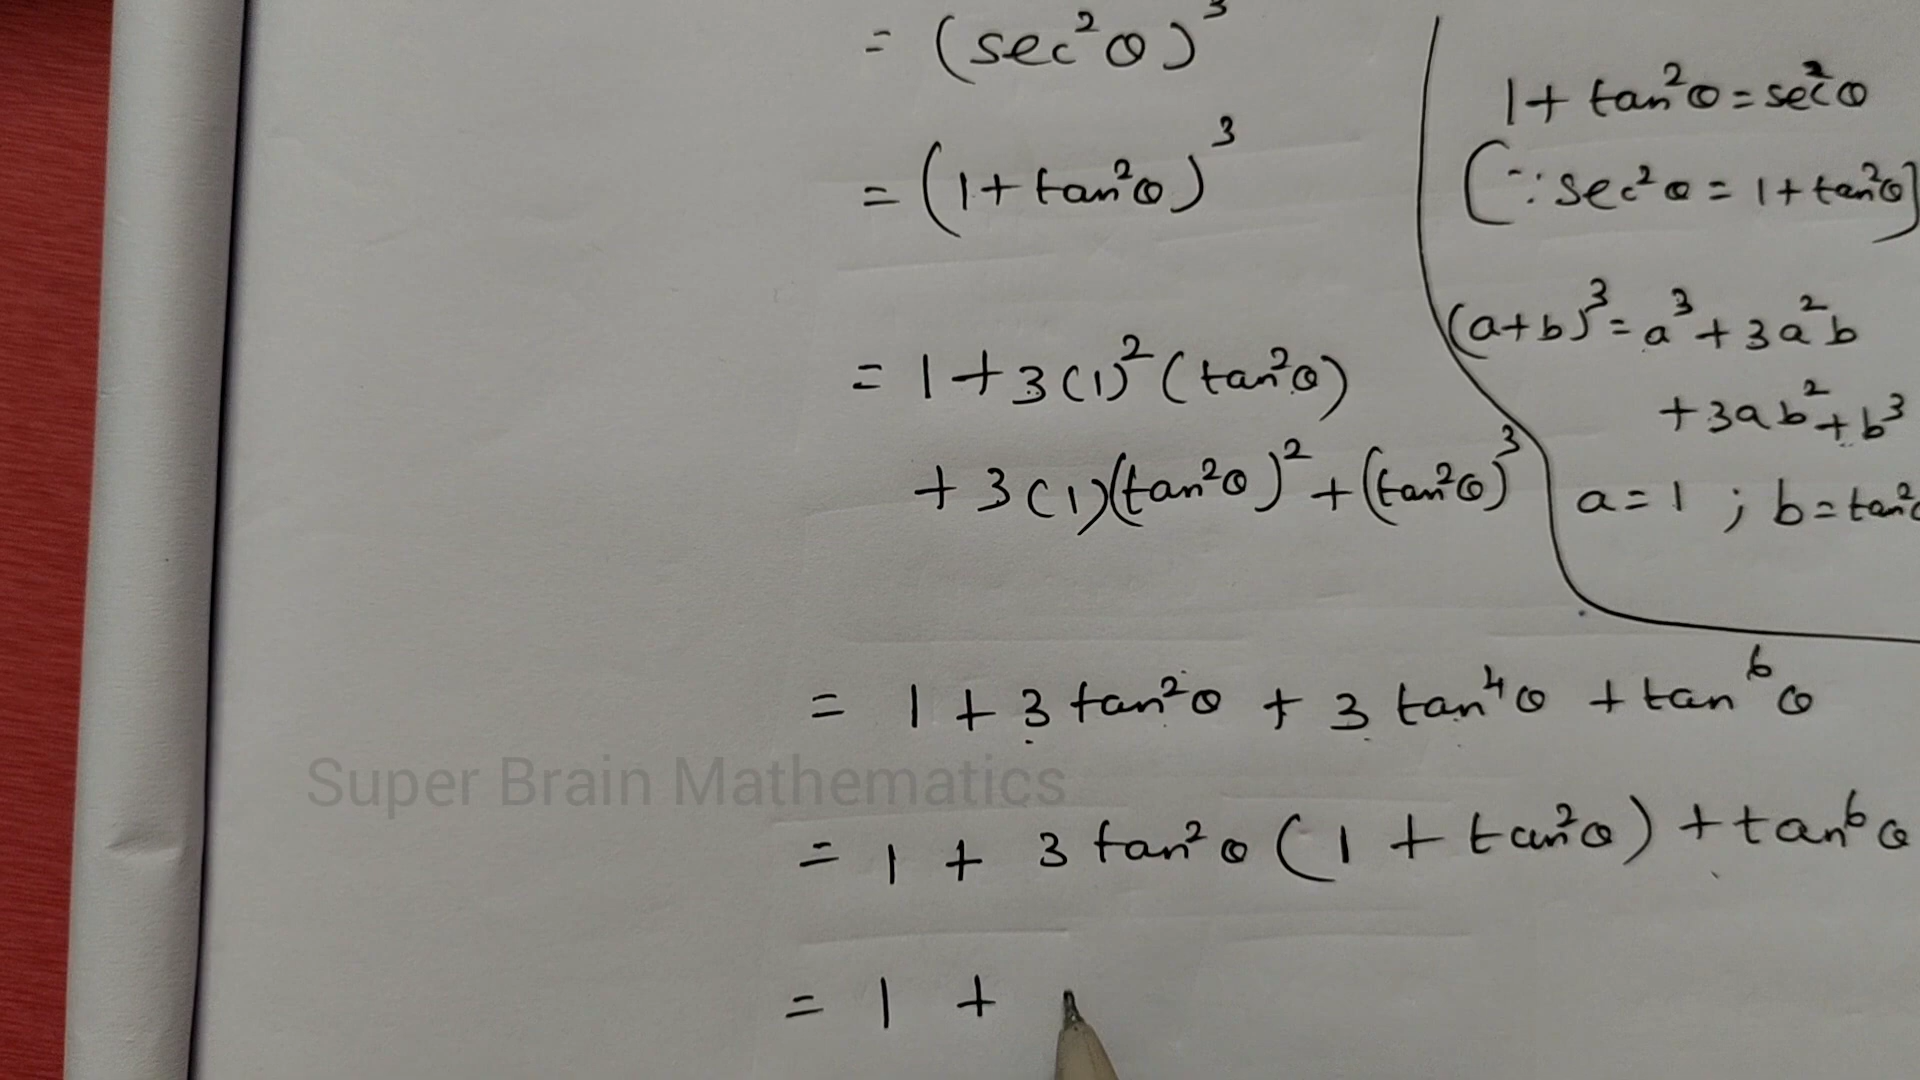 = (sec²θ)³
= (1 + tan²θ)³
= 1 + 3(1)² (tan²θ)
+ 3(1)(tan²θ)² + (tan²θ)³
1 + tan²θ = sec²θ
[∵ sec²θ = 1 + tan²θ]
(a+b)³ = a³ + 3a²b
+ 3ab² + b³
a = 1 ; b = tan²
= 1 + 3 tan²θ + 3 tan⁴θ + tan⁶θ
Super Brain Mathematics
= 1 + 3 tan²θ (1 + tan²θ) + tan⁶θ
= 1 +